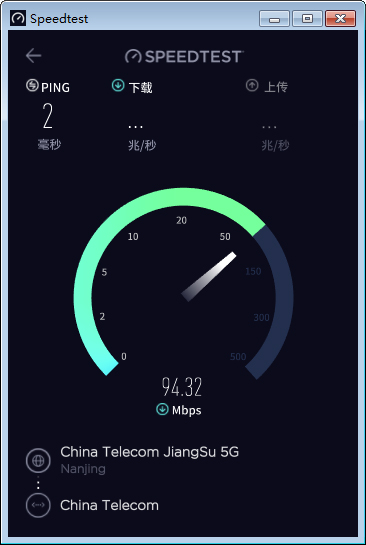 Speedtest
SPEEDTEST
PING 下载 上传
2 ... ...
毫秒 兆/秒 兆/秒
20
10 50
5 150
2 300
0 500
94.32
Mbps
China Telecom JiangSu 5G
Nanjing
China Telecom